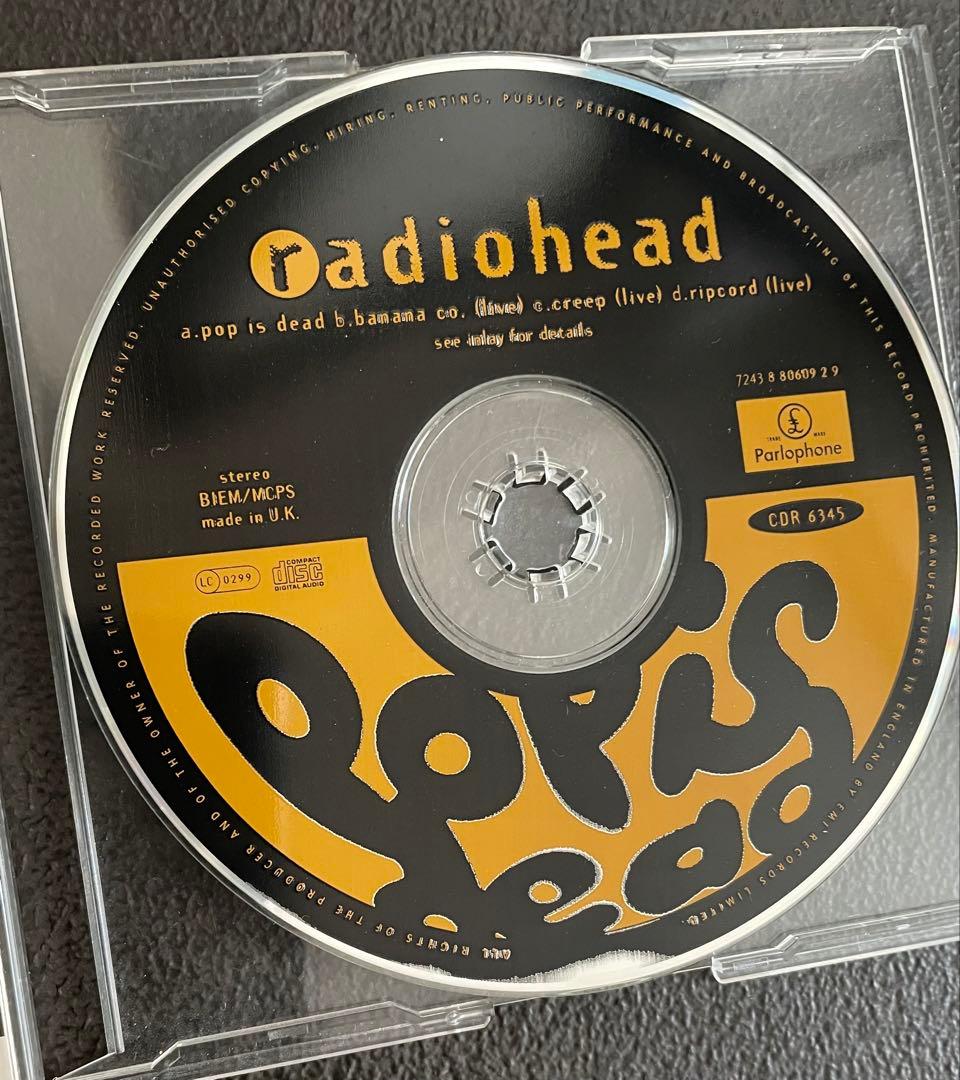 ALL RIGHTS OF THE PRODUCER AND OF THE OWNER OF THE RECORDED WORK RESERVED. UNAUTHORISED COPYING, HIRING, RENTING, PUBLIC PERFORMANCE AND BROADCASTING OF THIS RECORD PROHIBITED. MANUFACTURED IN ENGLAND BY EMI RECORDS LIMITED.
radiohead
a.pop is dead b.banana co. (live) c.creep (live) d.ripcord (live)
see inlay for details
7243 8 80609 2 9
£
TRADE MARK
Parlophone
stereo
BIEM/MCPS
made in U.K.
CDR 6345
LC 0299
COMPACT
disc
DIGITAL AUDIO
POP is
Dead